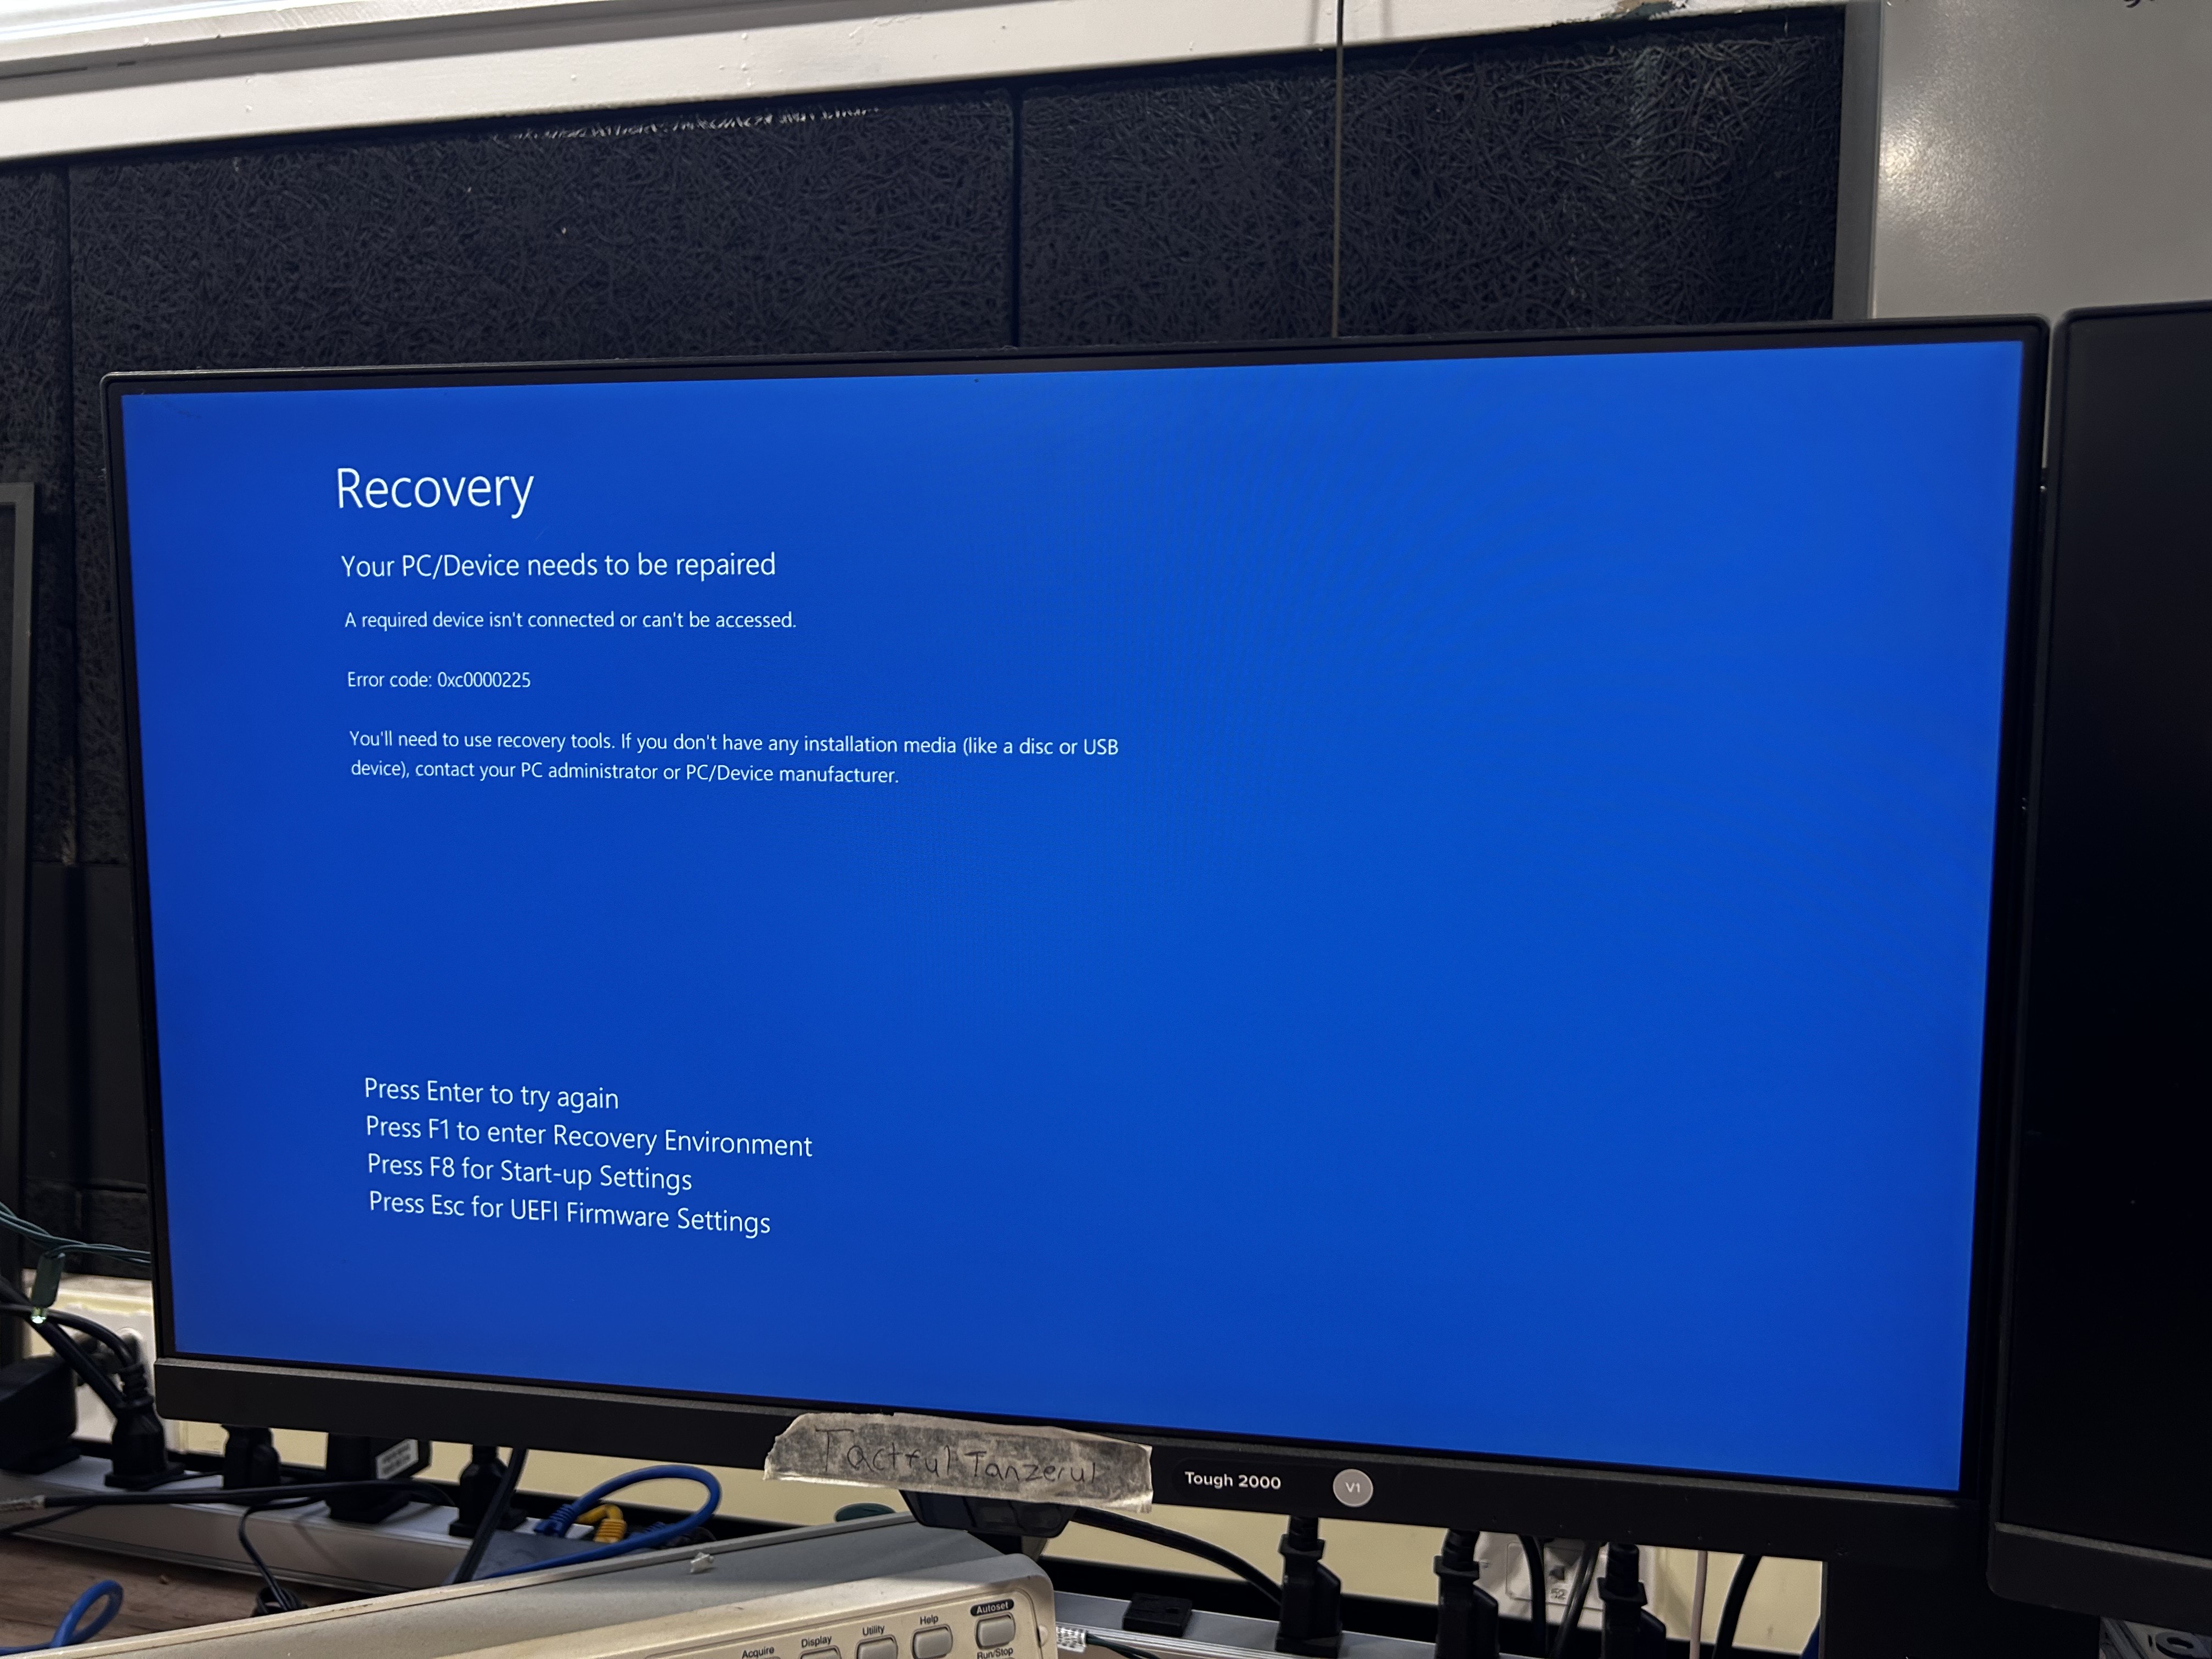 Recovery
Your PC/Device needs to be repaired
A required device isn't connected or can't be accessed.
Error code: 0xc0000225
You'll need to use recovery tools. If you don't have any installation media (like a disc or USB
device), contact your PC administrator or PC/Device manufacturer.
Press Enter to try again
Press F1 to enter Recovery Environment
Press F8 for Start-up Settings
Press Esc for UEFI Firmware Settings
Tactful Tanzerul
Tough 2000
V1
Acquire
Display
Utility
Help
Autoset
Run/Stop